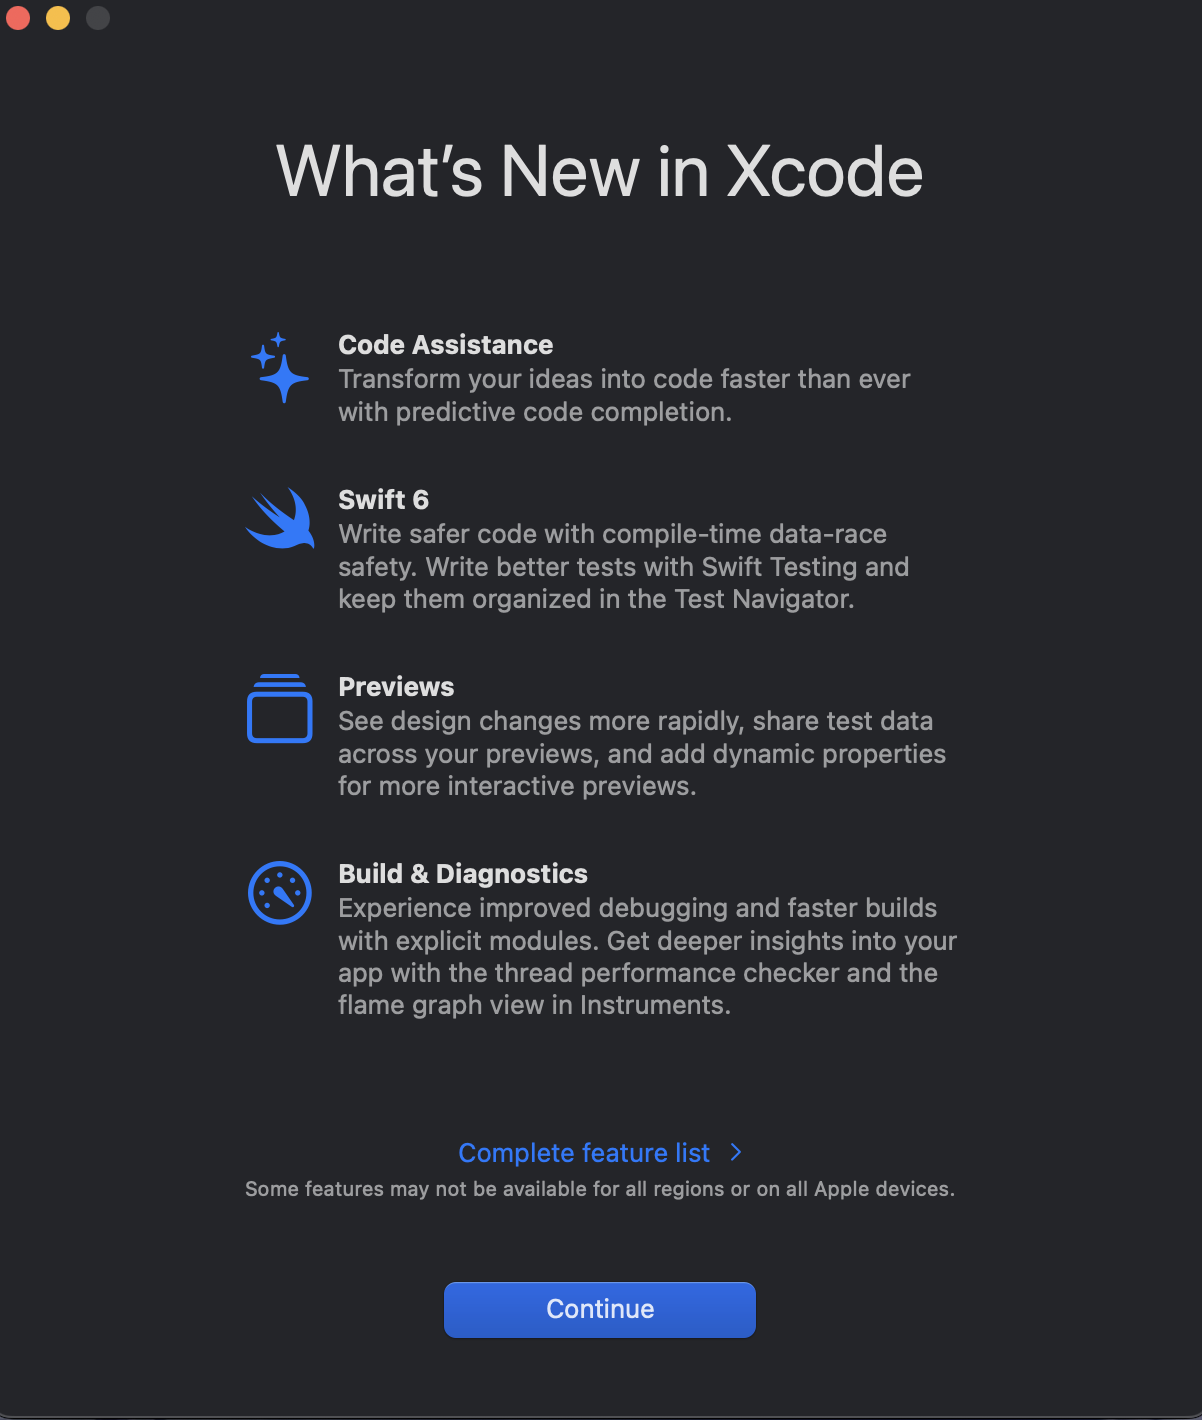 What’s New in Xcode
Code Assistance
Transform your ideas into code faster than ever
with predictive code completion.
Swift 6
Write safer code with compile-time data-race
safety. Write better tests with Swift Testing and
keep them organized in the Test Navigator.
Previews
See design changes more rapidly, share test data
across your previews, and add dynamic properties
for more interactive previews.
Build & Diagnostics
Experience improved debugging and faster builds
with explicit modules. Get deeper insights into your
app with the thread performance checker and the
flame graph view in Instruments.
Complete feature list
Some features may not be available for all regions or on all Apple devices.
Continue